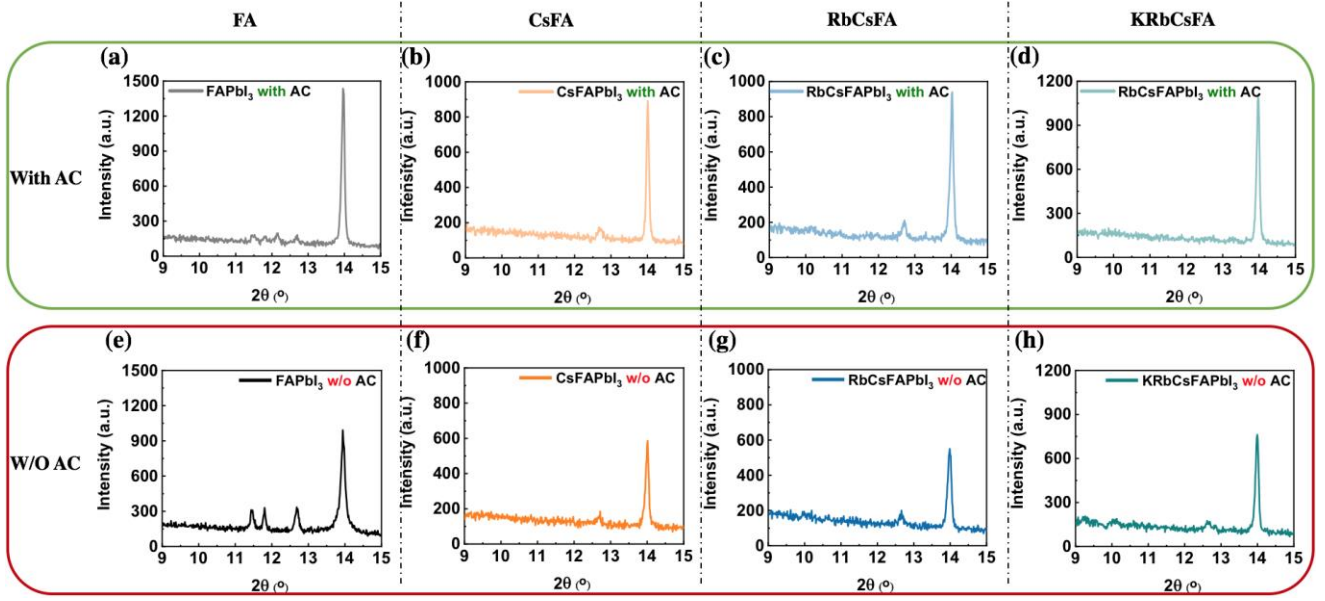 FA CsFA RbCsFA KRbCsFA
With AC
(a)
FAPbI₃ with AC
Intensity (a.u.)
1500
1200
900
600
300
0
9 10 11 12 13 14 15
2θ (°)
(b)
CsFAPbI₃ with AC
Intensity (a.u.)
1000
800
600
400
200
0
9 10 11 12 13 14 15
2θ (°)
(c)
RbCsFAPbI₃ with AC
Intensity (a.u.)
1000
800
600
400
200
0
9 10 11 12 13 14 15
2θ (°)
(d)
RbCsFAPbI₃ with AC
Intensity (a.u.)
1200
900
600
300
0
9 10 11 12 13 14 15
2θ (°)
W/O AC
(e)
FAPbI₃ w/o AC
Intensity (a.u.)
1500
1200
900
600
300
0
9 10 11 12 13 14 15
2θ (°)
(f)
CsFAPbI₃ w/o AC
Intensity (a.u.)
1000
800
600
400
200
0
9 10 11 12 13 14 15
2θ (°)
(g)
RbCsFAPbI₃ w/o AC
Intensity (a.u.)
1000
800
600
400
200
0
9 10 11 12 13 14 15
2θ (°)
(h)
KRbCsFAPbI₃ w/o AC
Intensity (a.u.)
1200
900
600
300
0
9 10 11 12 13 14 15
2θ (°)